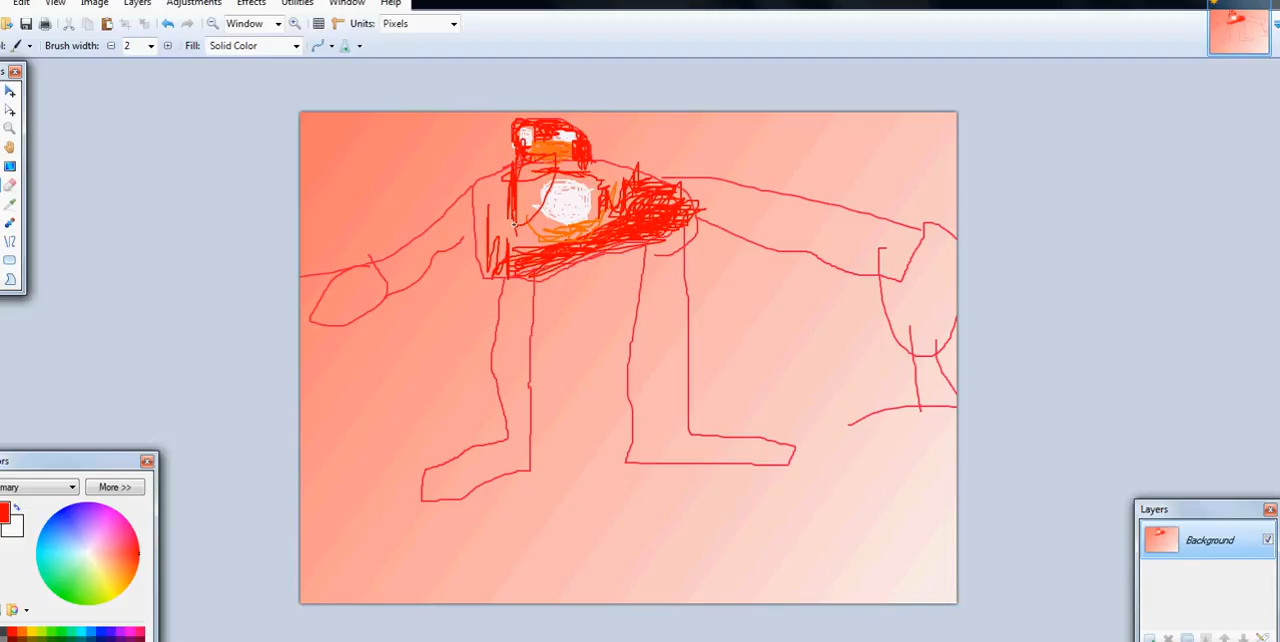 Edit View Image Layers Adjustments Effects Utilities Window Help
Window Units: Pixels
Brush width: 2 Fill: Solid Color
Layers
Background
More >>